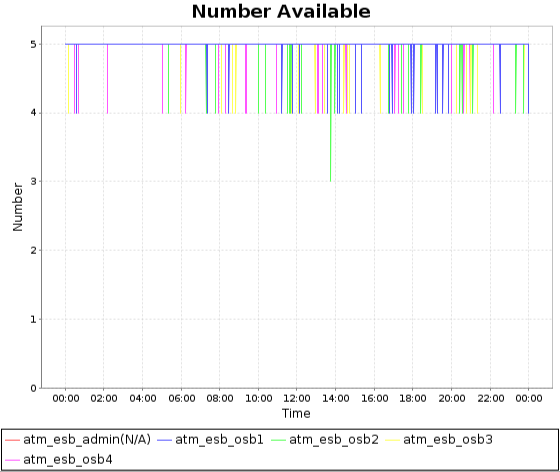 Number Available
5
4
3
2
1
0
Number
00:00 02:00 04:00 06:00 08:00 10:00 12:00 14:00 16:00 18:00 20:00 22:00 00:00
Time
atm_esb_admin(N/A) atm_esb_osb1 atm_esb_osb2 atm_esb_osb3
atm_esb_osb4